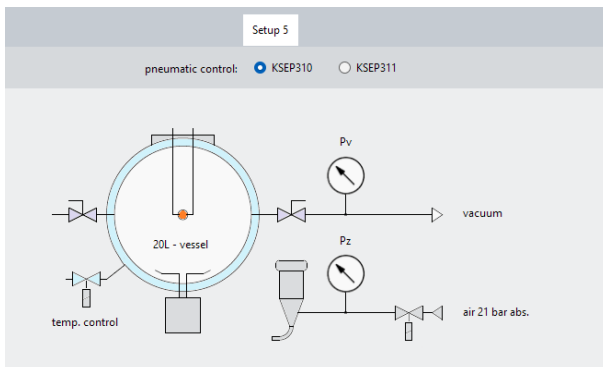 Setup 5
pneumatic control: KSEP310 KSEP311
Pv
vacuum
20L - vessel
Pz
temp. control
air 21 bar abs.